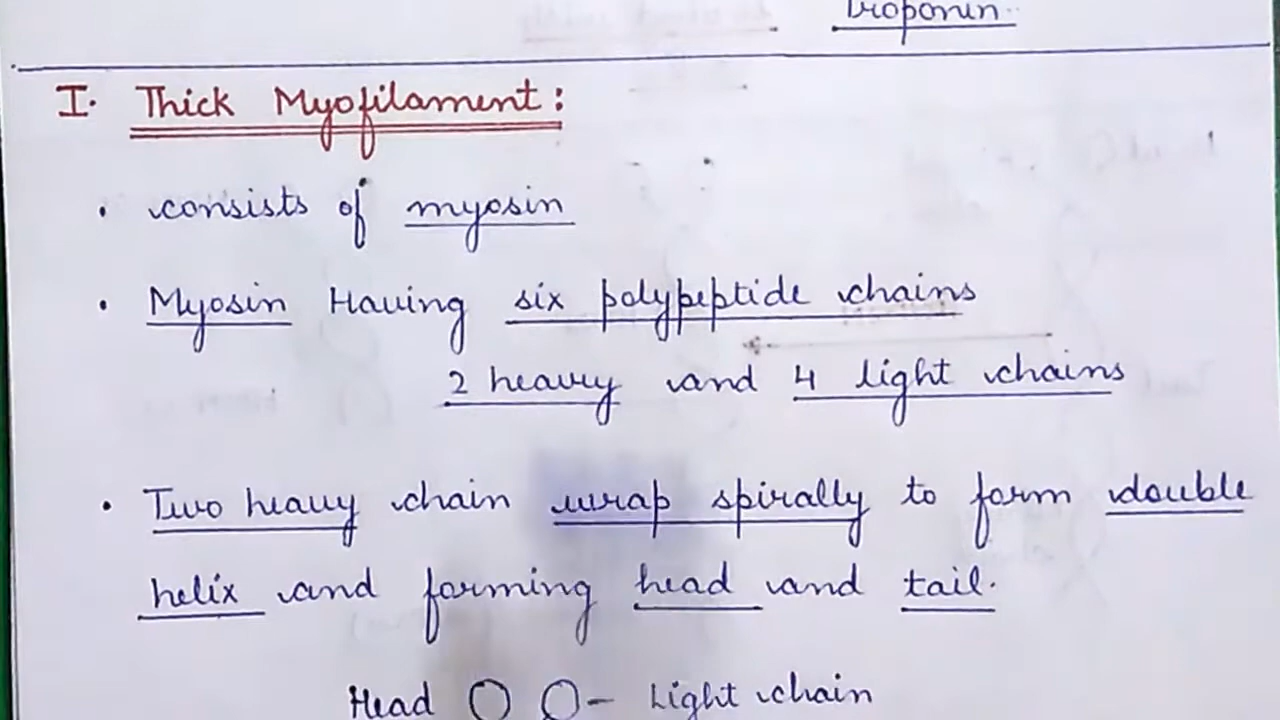 Troponin.
I. Thick Myofilament:
• consists of myosin
• Myosin Having six polypeptide chains
2 heavy and 4 light chains
• Two heavy chain wrap spirally to form double
helix and forming head and tail.
Head O O- Light chain